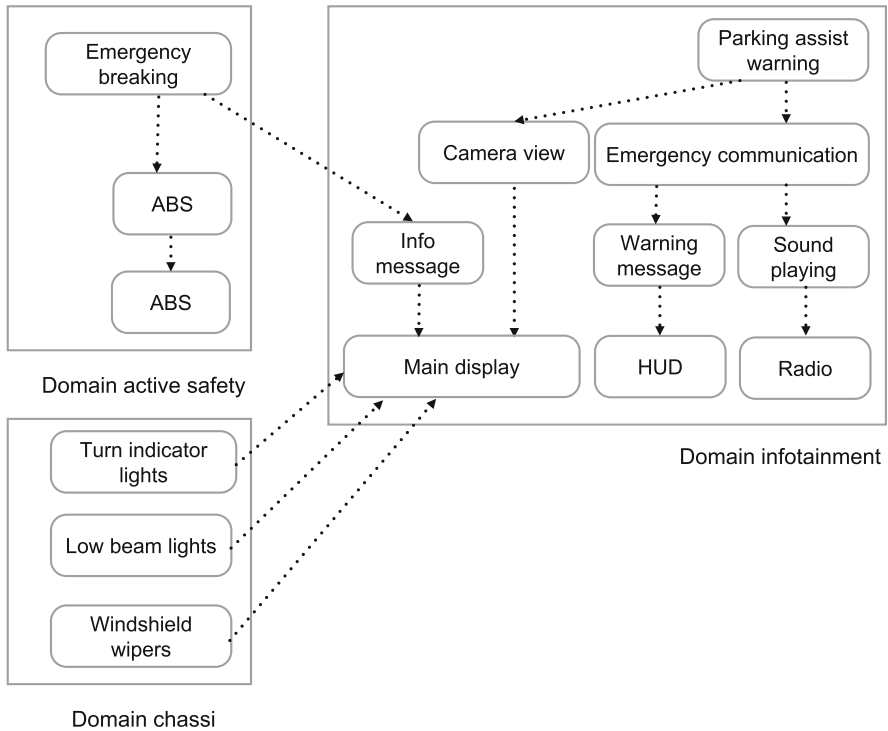 Emergency
breaking
ABS
ABS
Domain active safety
Parking assist
warning
Camera view
Emergency communication
Info
message
Warning
message
Sound
playing
Main display
HUD
Radio
Domain infotainment
Turn indicator
lights
Low beam lights
Windshield
wipers
Domain chassi